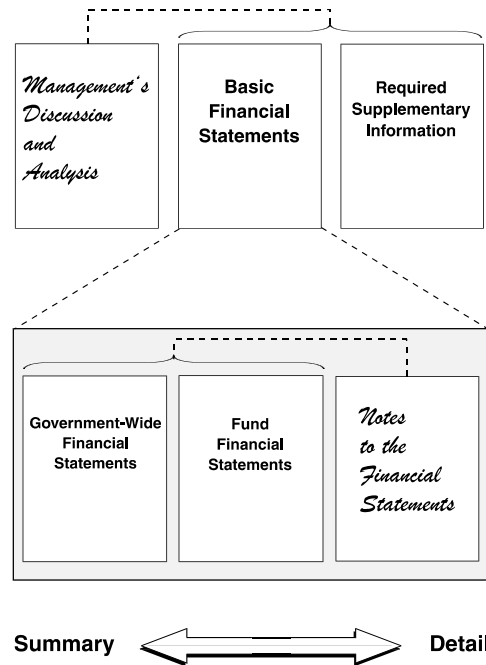 Management's
Discussion
and
Analysis
Basic
Financial
Statements
Required
Supplementary
Information
Government-Wide
Financial
Statements
Fund
Financial
Statements
Notes
to the
Financial
Statements
Summary
Detail